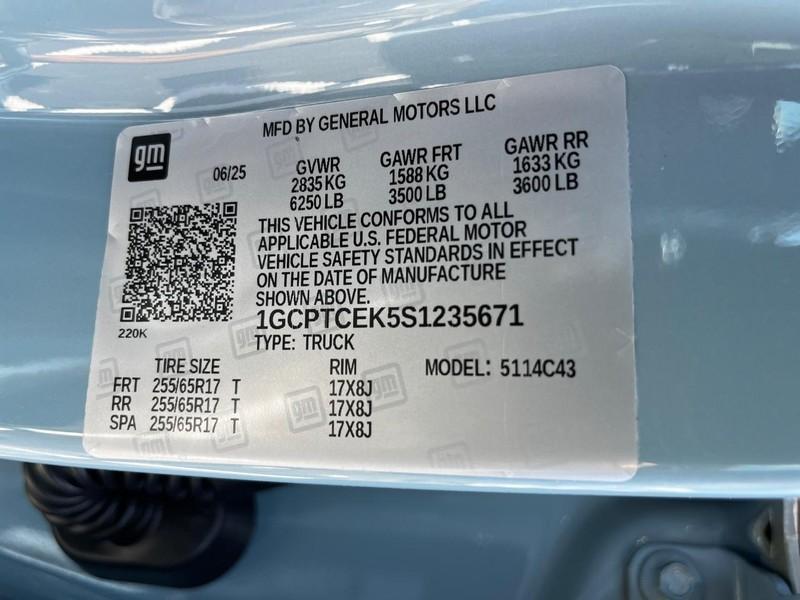 MFD BY GENERAL MOTORS LLC
gm
06/25
GVWR
2835 KG
6250 LB
GAWR FRT
1588 KG
3500 LB
GAWR RR
1633 KG
3600 LB
THIS VEHICLE CONFORMS TO ALL
APPLICABLE U.S. FEDERAL MOTOR
VEHICLE SAFETY STANDARDS IN EFFECT
ON THE DATE OF MANUFACTURE
SHOWN ABOVE.
1GCPTCEK5S1235671
220K
TYPE: TRUCK
TIRE SIZE RIM MODEL: 5114C43
FRT 255/65R17 T 17X8J
RR 255/65R17 T 17X8J
SPA 255/65R17 T 17X8J